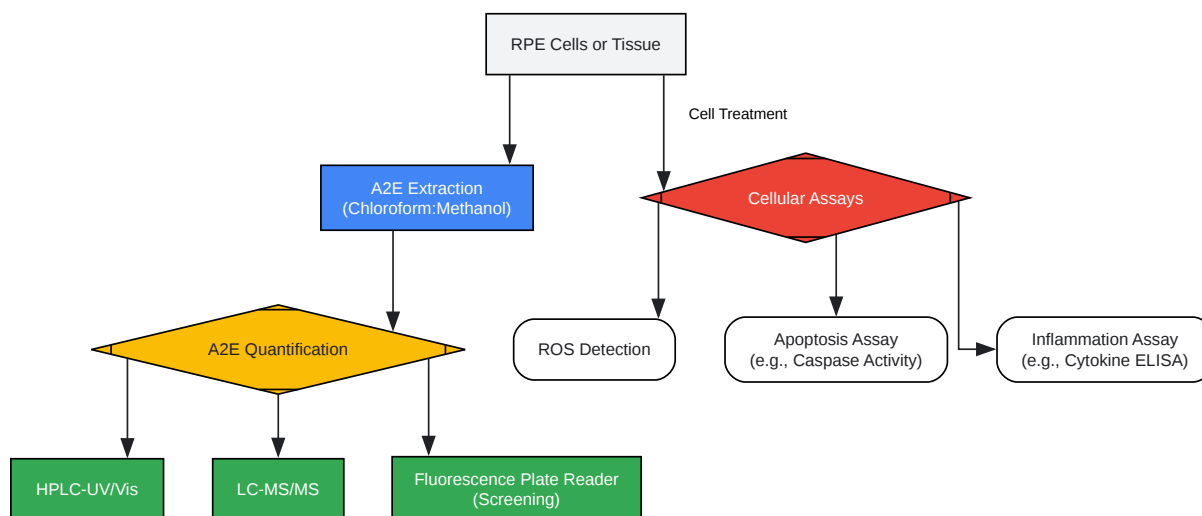 RPE Cells or Tissue
Cell Treatment
A2E Extraction
(Chloroform:Methanol)
Cellular Assays
A2E Quantification
ROS Detection
Apoptosis Assay
(e.g., Caspase Activity)
Inflammation Assay
(e.g., Cytokine ELISA)
HPLC-UV/Vis
LC-MS/MS
Fluorescence Plate Reader
(Screening)